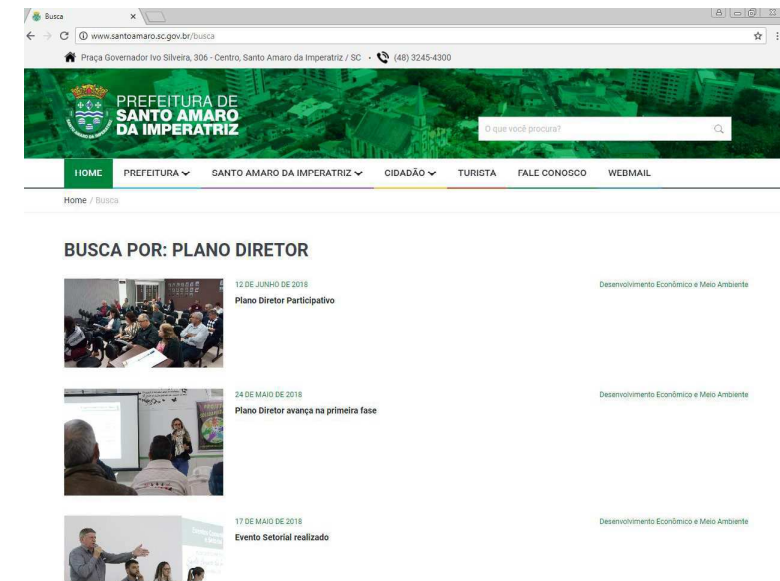 Busca
www.santoamaro.sc.gov.br/busca
Praça Governador Ivo Silveira, 306 - Centro, Santo Amaro da Imperatriz / SC • (48) 3245-4300
PREFEITURA DE
SANTO AMARO
DA IMPERATRIZ
O que você procura?
HOME PREFEITURA SANTO AMARO DA IMPERATRIZ CIDADÃO TURISTA FALE CONOSCO WEBMAIL
Home / Busca
BUSCA POR: PLANO DIRETOR
12 DE JUNHO DE 2018 Desenvolvimento Econômico e Meio Ambiente
Plano Diretor Participativo
24 DE MAIO DE 2018 Desenvolvimento Econômico e Meio Ambiente
Plano Diretor avança na primeira fase
17 DE MAIO DE 2018 Desenvolvimento Econômico e Meio Ambiente
Evento Setorial realizado